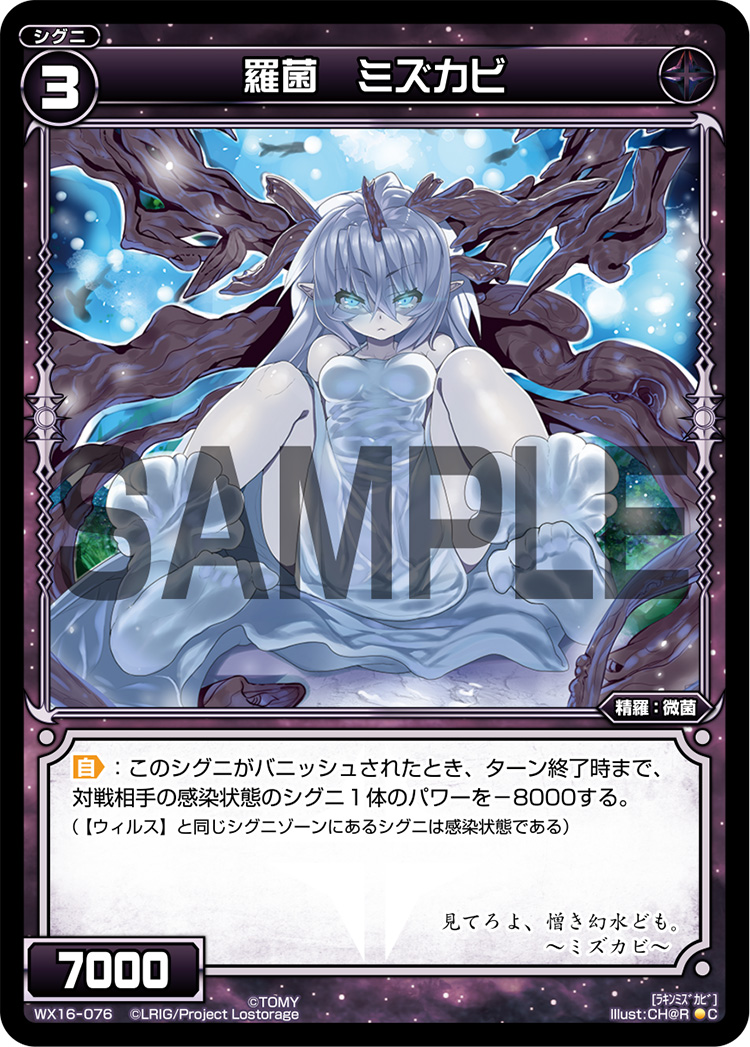 シグニ
3
羅菌　ミズカビ
SAMPLE
精羅：微菌
自：このシグニがバニッシュされたとき、ターン終了時まで、
対戦相手の感染状態のシグニ１体のパワーを－8000する。
（【ウィルス】と同じシグニゾーンにあるシグニは感染状態である）
見てろよ、憎き幻水ども。
～ミズカビ～
7000
WX16-076 ©LRIG/Project Lostorage ©TOMY
[ﾗｷﾝﾐｽﾞｶﾋﾞ]
Illust:CH@R C